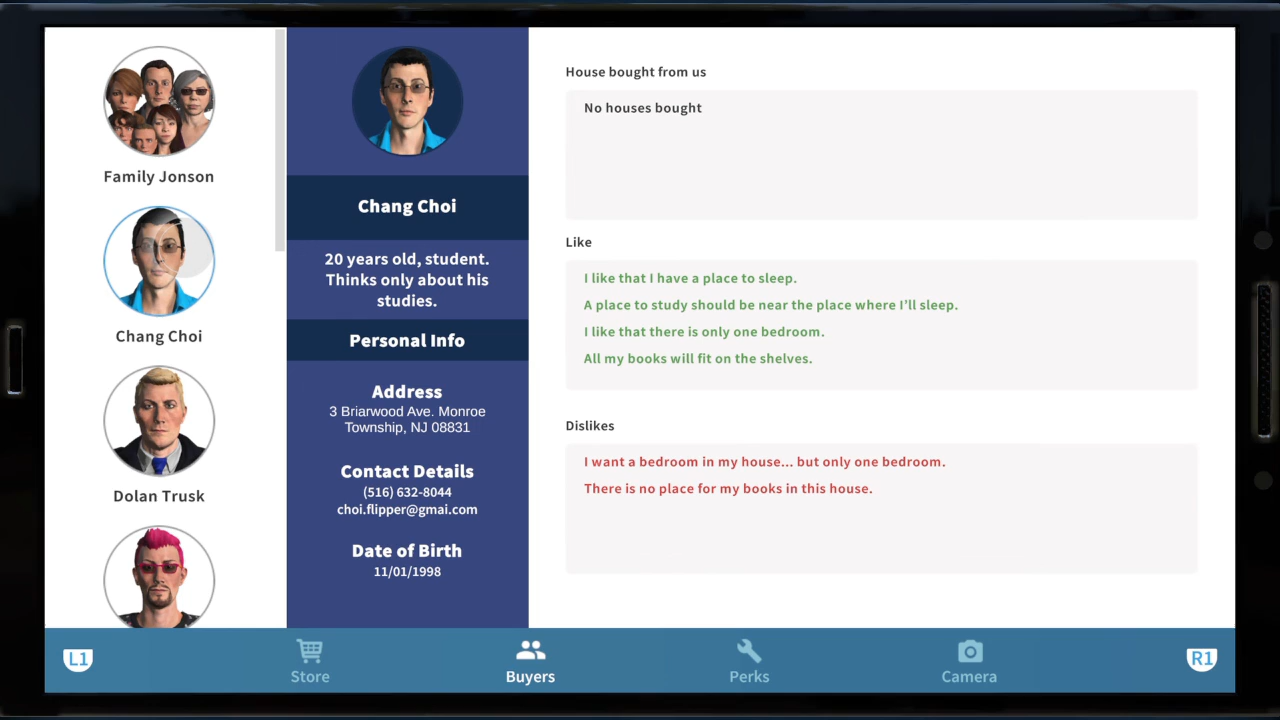 Family Jonson
Chang Choi
Dolan Trusk
Chang Choi
20 years old, student.
Thinks only about his
studies.
Personal Info
Address
3 Briarwood Ave. Monroe
Township, NJ 08831
Contact Details
(516) 632-8044
choi.flipper@gmai.com
Date of Birth
11/01/1998
House bought from us
No houses bought
Like
I like that I have a place to sleep.
A place to study should be near the place where I'll sleep.
I like that there is only one bedroom.
All my books will fit on the shelves.
Dislikes
I want a bedroom in my house... but only one bedroom.
There is no place for my books in this house.
L1
Store
Buyers
Perks
Camera
R1